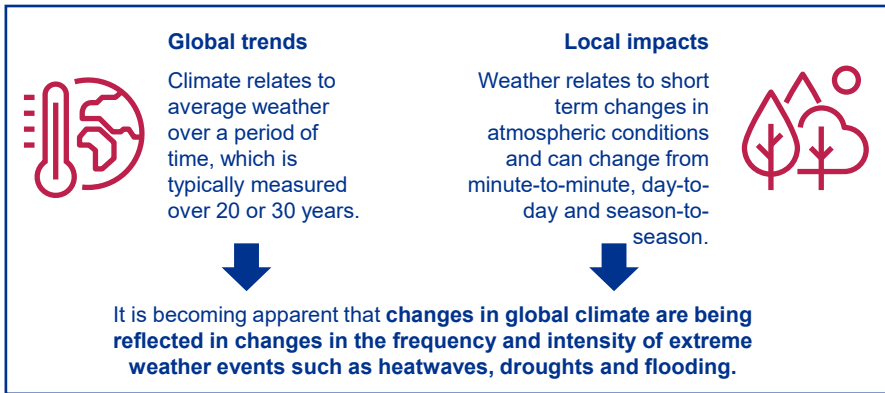 Global trends
Climate relates to
average weather
over a period of
time, which is
typically measured
over 20 or 30 years.
Local impacts
Weather relates to short
term changes in
atmospheric conditions
and can change from
minute-to-minute, day-to-
day and season-to-
season.
It is becoming apparent that changes in global climate are being
reflected in changes in the frequency and intensity of extreme
weather events such as heatwaves, droughts and flooding.